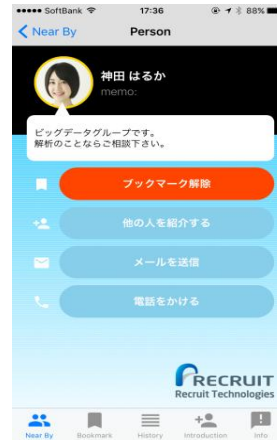 SoftBank 17:36 88%
Near By Person
神田 はるか
memo:
ビッグデータグループです。
解析のことならご相談下さい。
ブックマーク解除
他の人を紹介する
メールを送信
電話をかける
RECRUIT
Recruit Technologies
Near By Bookmark History Introduction Info